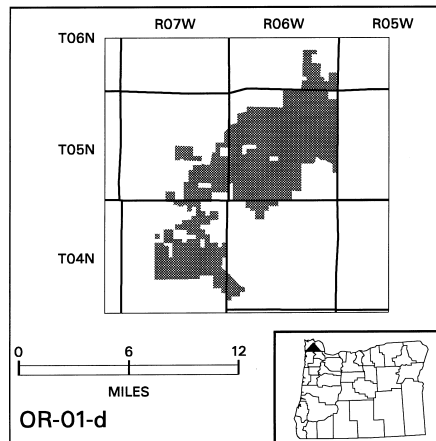 R07W R06W R05W
T06N
T05N
T04N
0 6 12
MILES
OR-01-d